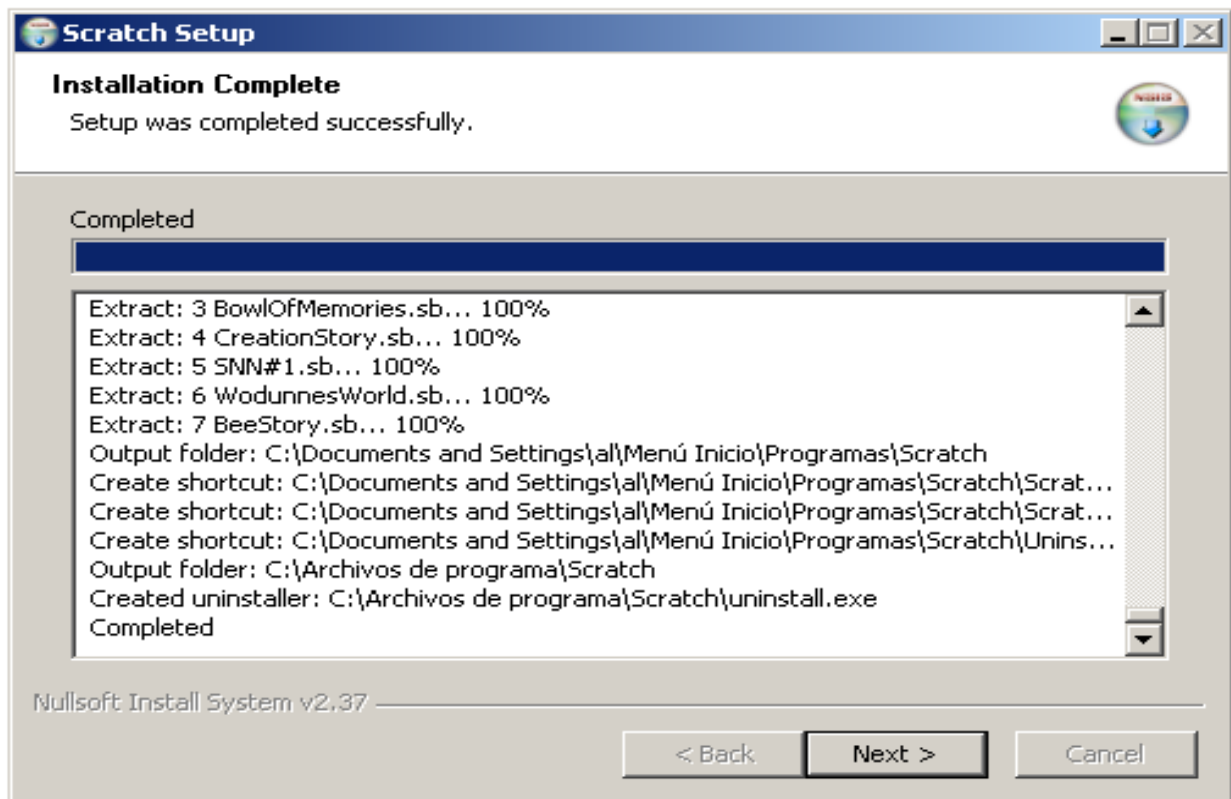 Scratch Setup
Installation Complete
Setup was completed successfully.
Completed
Extract: 3 BowlOfMemories.sb... 100%
Extract: 4 CreationStory.sb... 100%
Extract: 5 SNN#1.sb... 100%
Extract: 6 WodunnesWorld.sb... 100%
Extract: 7 BeeStory.sb... 100%
Output folder: C:\Documents and Settings\al\Menú Inicio\Programas\Scratch
Create shortcut: C:\Documents and Settings\al\Menú Inicio\Programas\Scratch\Scrat...
Create shortcut: C:\Documents and Settings\al\Menú Inicio\Programas\Scratch\Scrat...
Create shortcut: C:\Documents and Settings\al\Menú Inicio\Programas\Scratch\Unins...
Output folder: C:\Archivos de programa\Scratch
Created uninstaller: C:\Archivos de programa\Scratch\uninstall.exe
Completed
Nullsoft Install System v2.37
< Back Next > Cancel